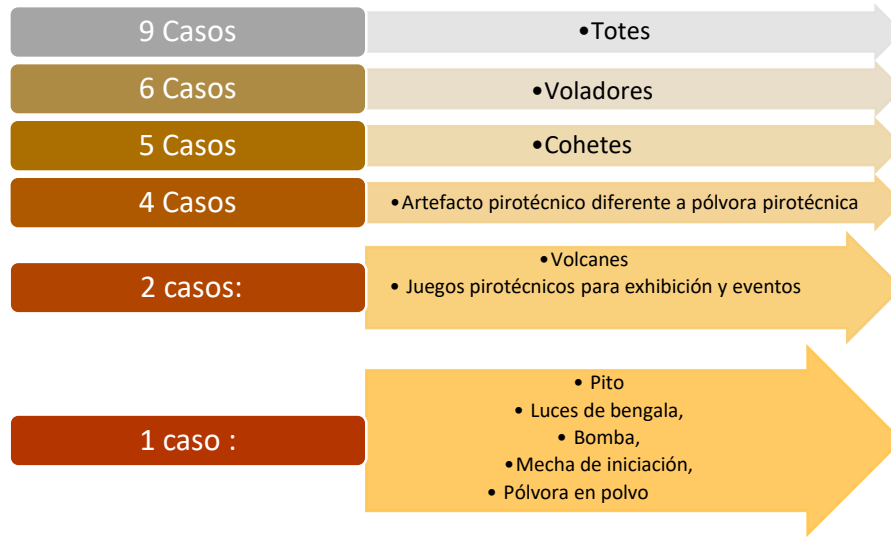 9 Casos
•Totes
6 Casos
•Voladores
5 Casos
•Cohetes
4 Casos
•Artefacto pirotécnico diferente a pólvora pirotécnica
2 casos:
•Volcanes
• Juegos pirotécnicos para exhibición y eventos
1 caso :
• Pito
• Luces de bengala,
• Bomba,
•Mecha de iniciación,
• Pólvora en polvo